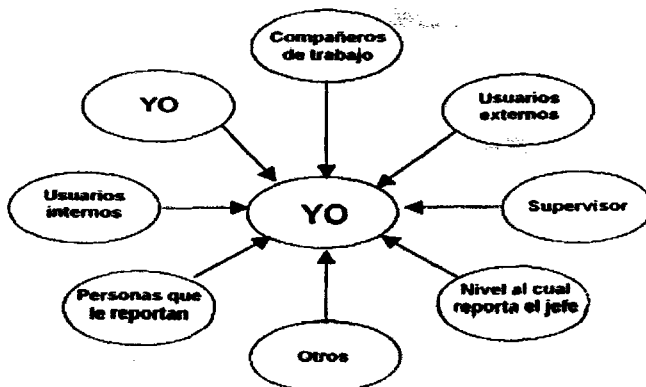 Compañeros
de trabajo
YO
Usuarios
externos
Usuarios
internos
YO
Supervisor
Personas que
le reportan
Nivel al cual
reporta el jefe
Otros